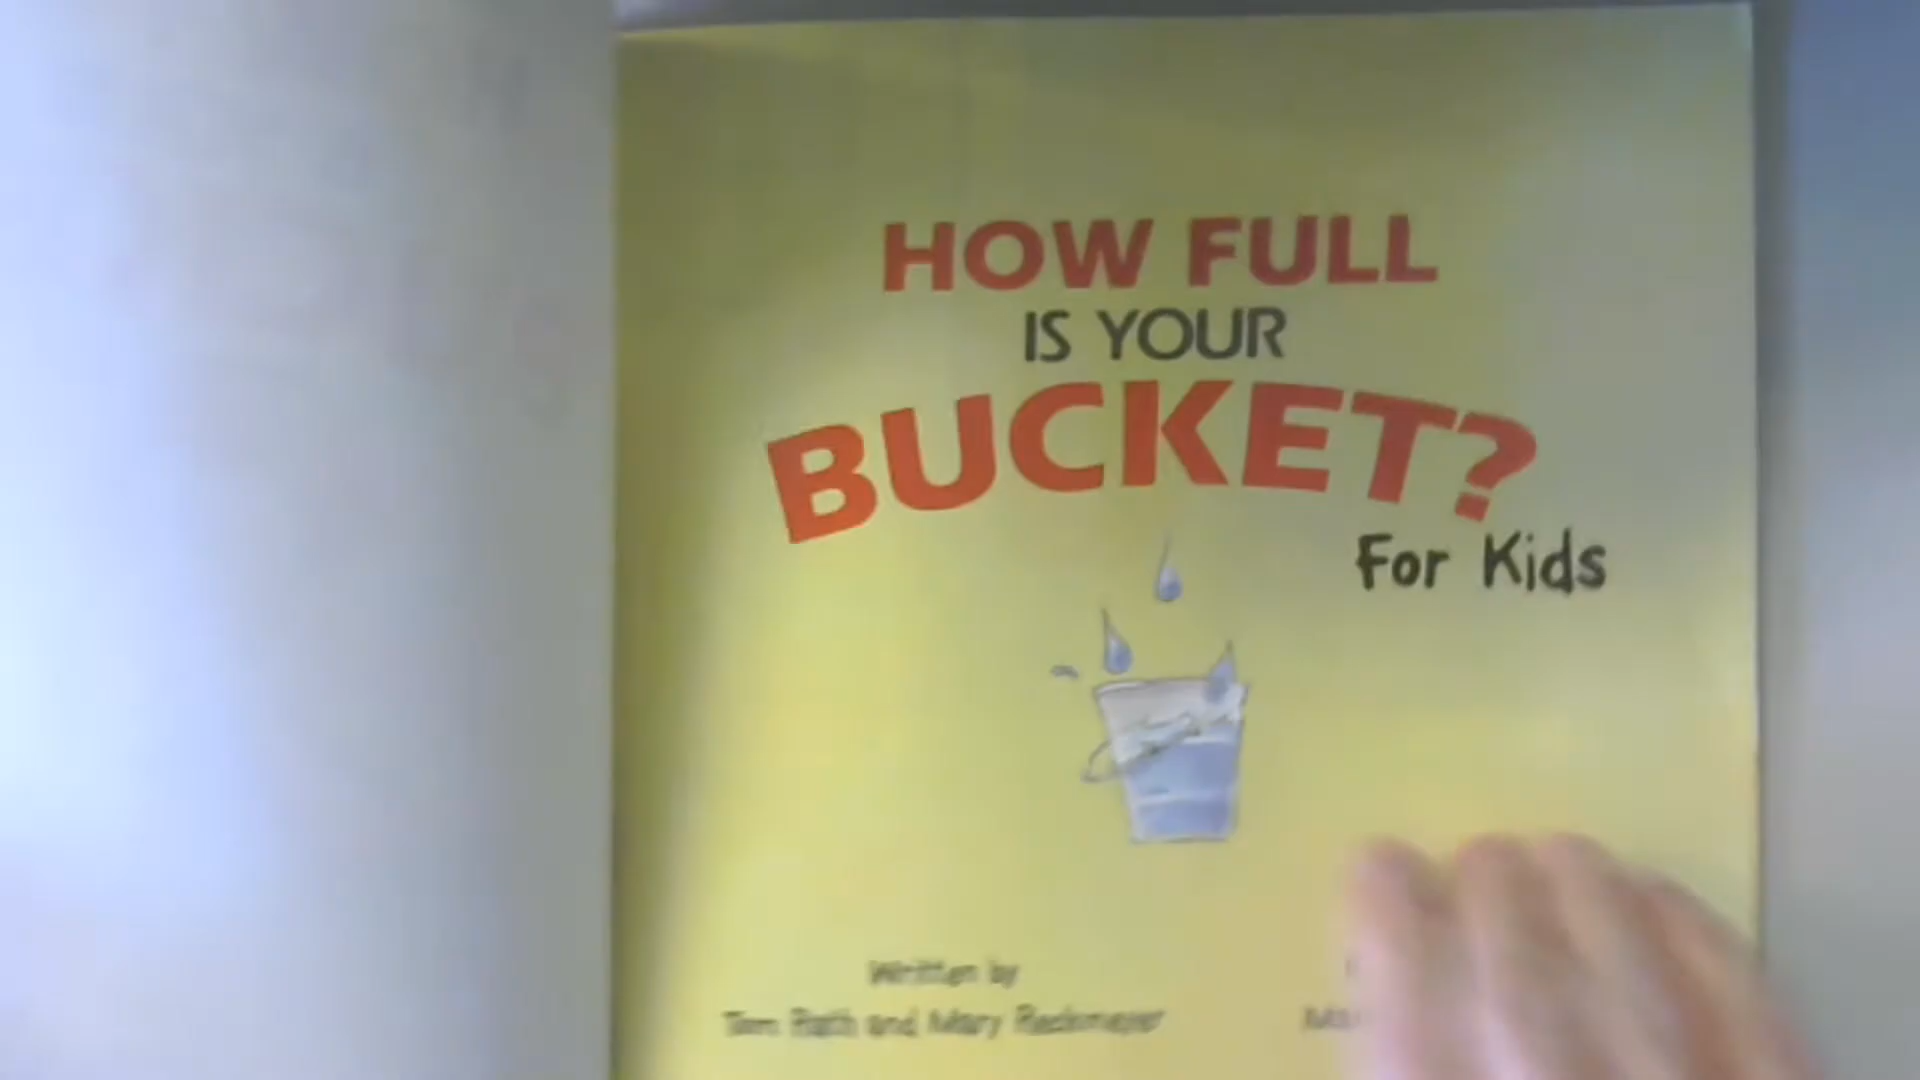 HOW FULL
IS YOUR
BUCKET?
For Kids
Written by
Tom Rath and Mary Reckmeyer